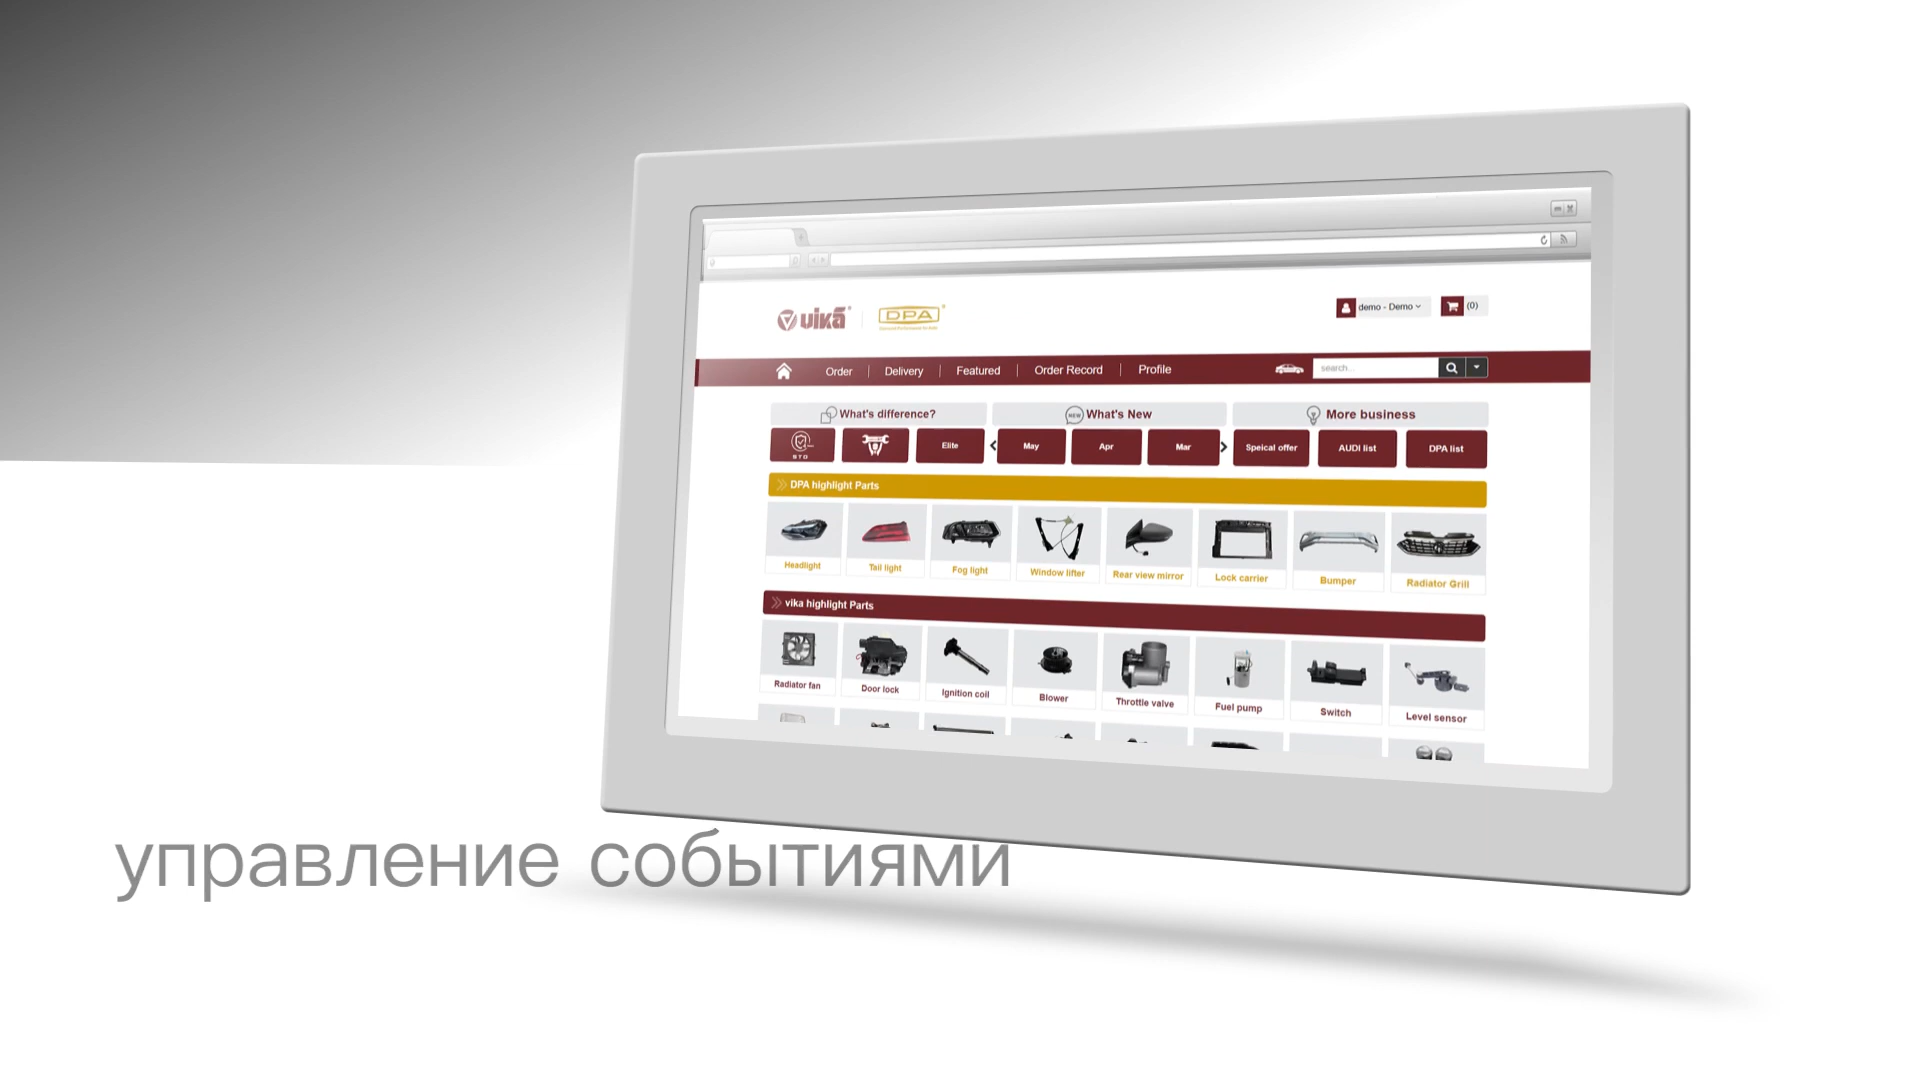 vika
DPA
demo - Demo
(0)
Order
Delivery
Featured
Order Record
Profile
search...
What's difference?
What's New
More business
STO
Elite
May
Apr
Mar
Speical offer
AUDI list
DPA list
DPA highlight Parts
Headlight
Tail light
Fog light
Window lifter
Rear view mirror
Lock carrier
Bumper
Radiator Grill
vika highlight Parts
Radiator fan
Door lock
Ignition coil
Blower
Throttle valve
Fuel pump
Switch
Level sensor
управление событиями